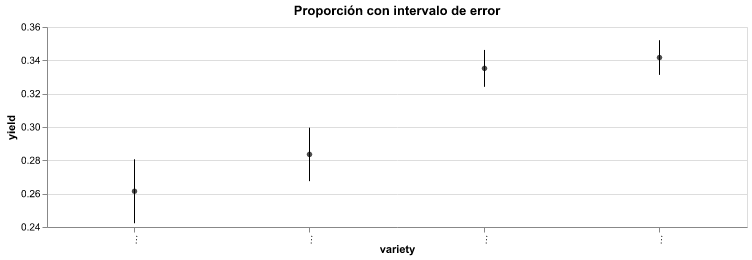 Proporción con intervalo de error
0.36
0.34
0.32
0.30
0.28
0.26
0.24
yield
… … … …
variety